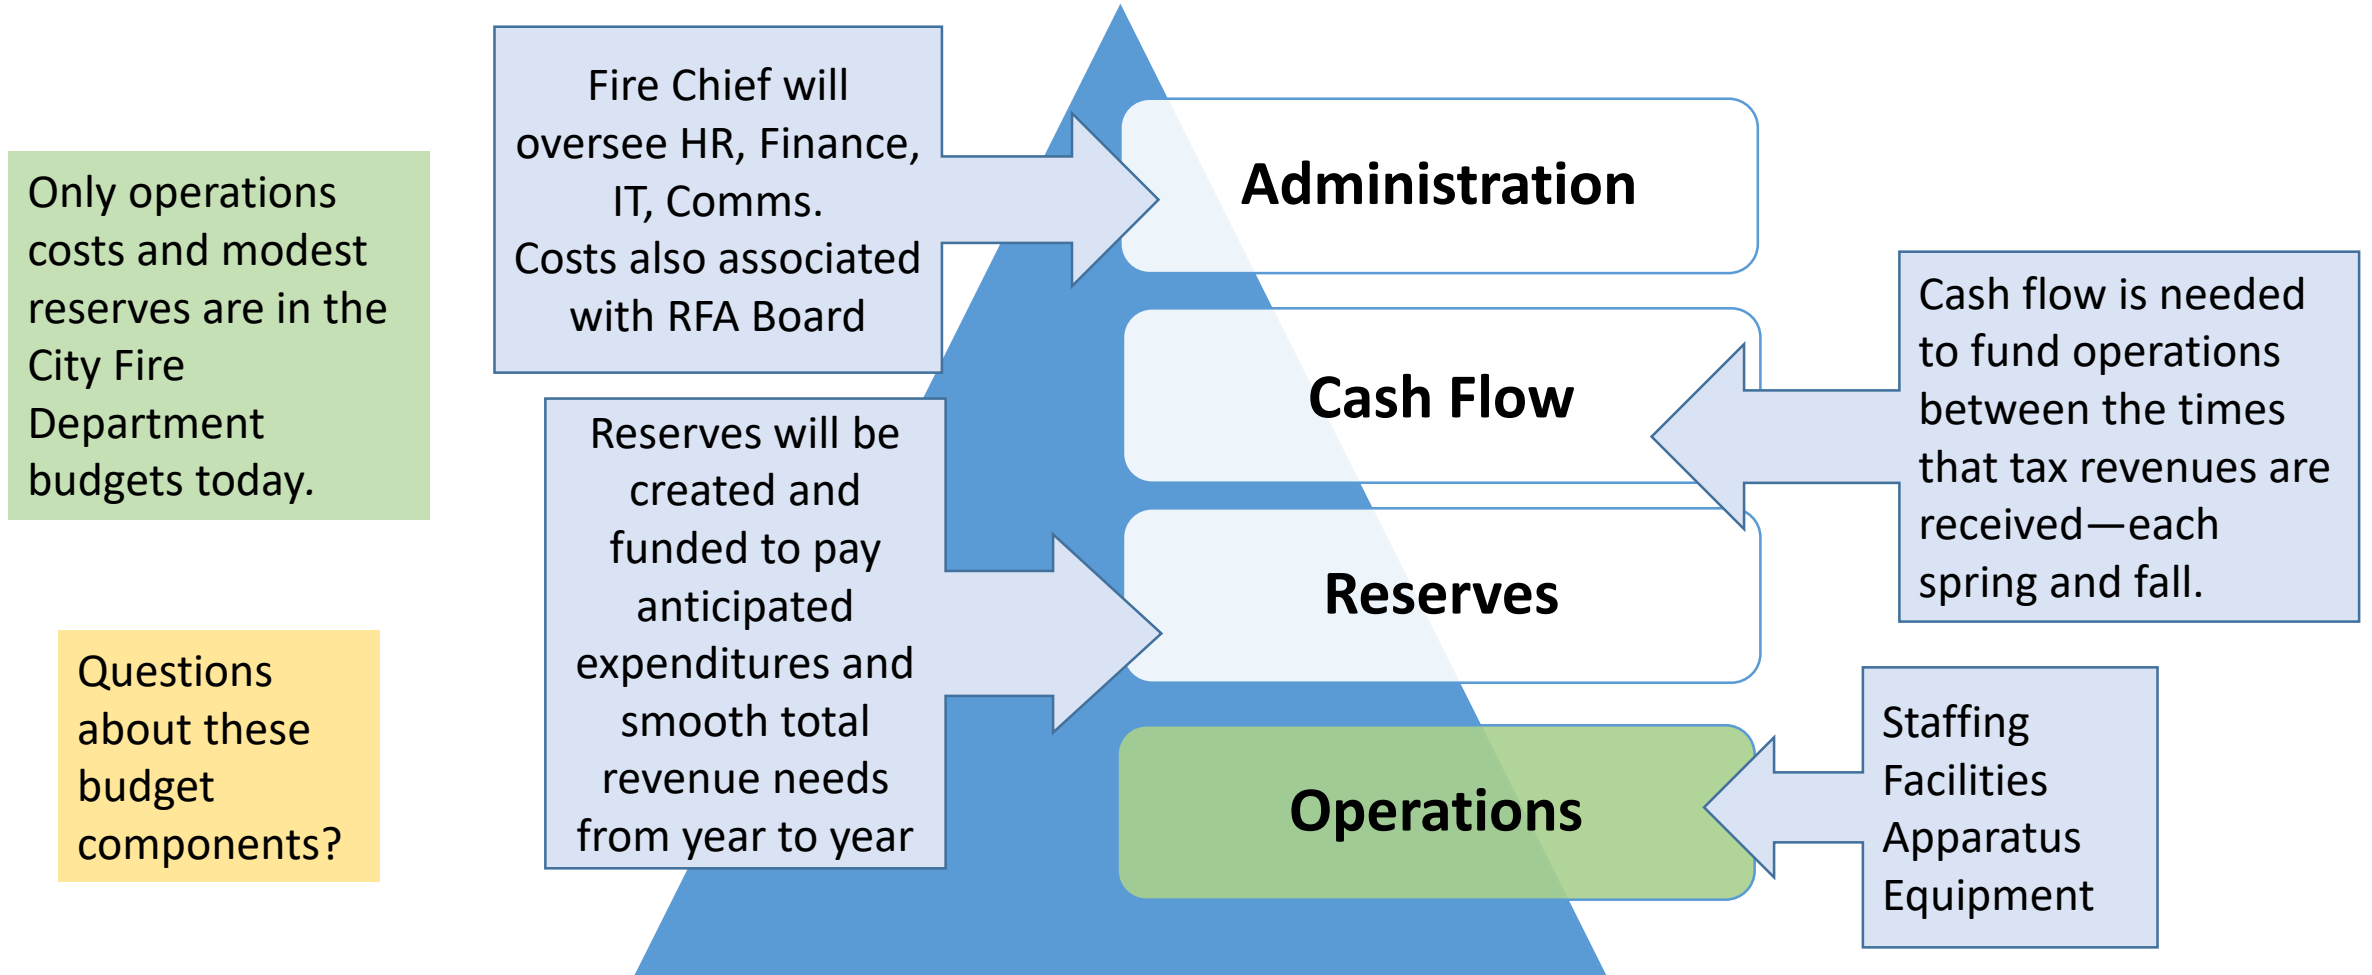 Only operations
costs and modest
reserves are in the
City Fire
Department
budgets today.
Questions
about these
budget
components?
Fire Chief will
oversee HR, Finance,
IT, Comms.
Costs also associated
with RFA Board
Reserves will be
created and
funded to pay
anticipated
expenditures and
smooth total
revenue needs
from year to year
Administration
Cash Flow
Reserves
Operations
Cash flow is needed
to fund operations
between the times
that tax revenues are
received—each
spring and fall.
Staffing
Facilities
Apparatus
Equipment